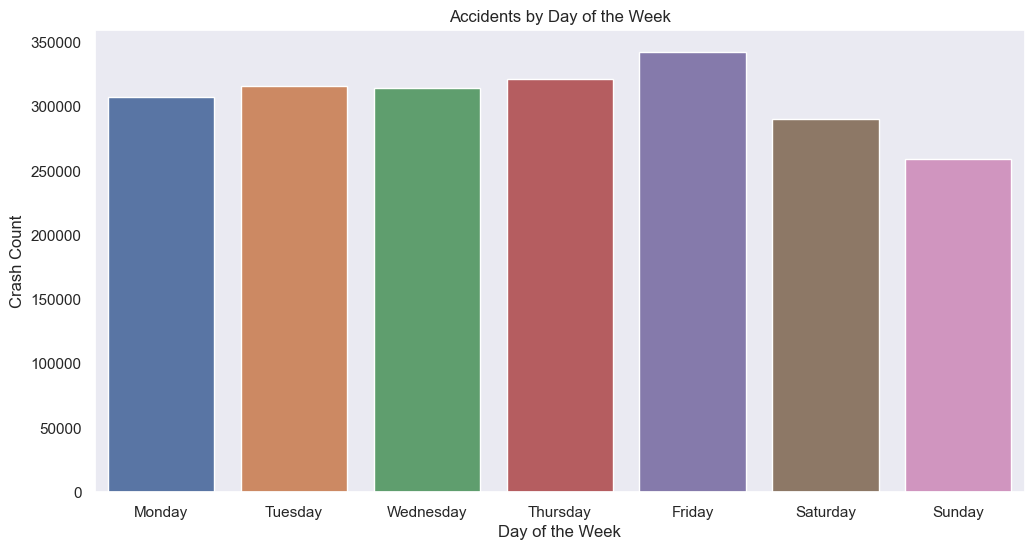 Accidents by Day of the Week
350000
300000
250000
200000
150000
100000
50000
0
Crash Count
Monday Tuesday Wednesday Thursday Friday Saturday Sunday
Day of the Week